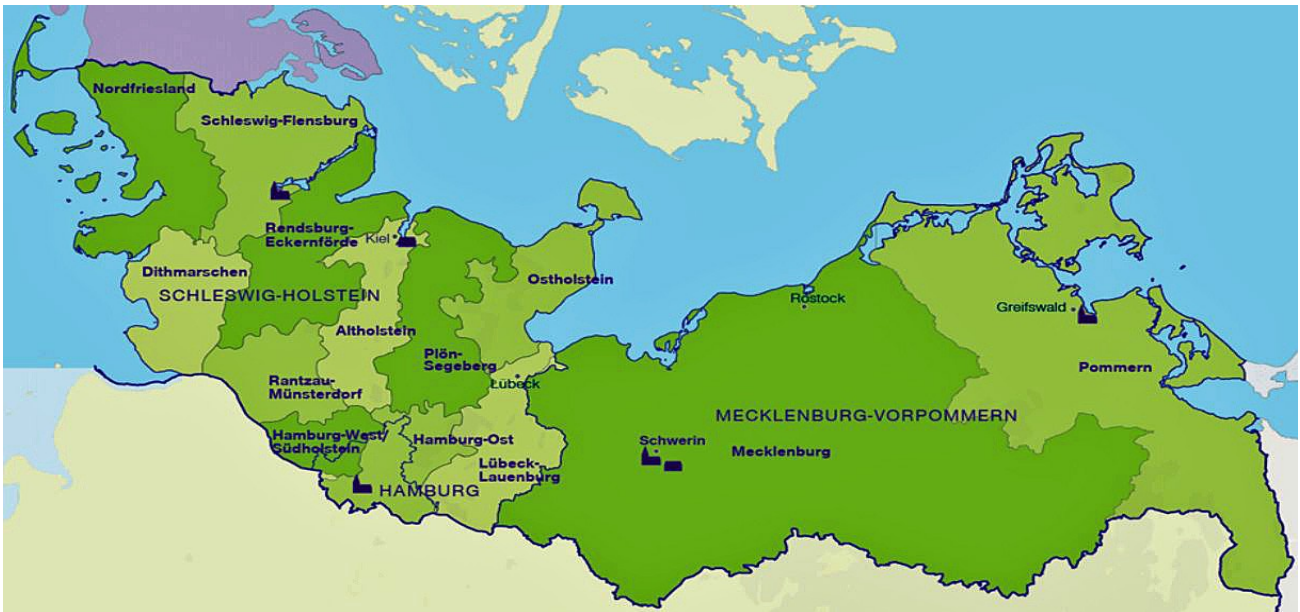 Nordfriesland
Schleswig-Flensburg
Rendsburg-
Eckernförde
Kiel
Dithmarschen
SCHLESWIG-HOLSTEIN
Ostholstein
Altholstein
Plön-
Segeberg
Lübeck
Rantzau-
Münsterdorf
Hamburg-West/
Südholstein
Hamburg-Ost
Lübeck-
Lauenburg
HAMBURG
Rostock
Greifswald
Pommern
MECKLENBURG-VORPOMMERN
Schwerin
Mecklenburg